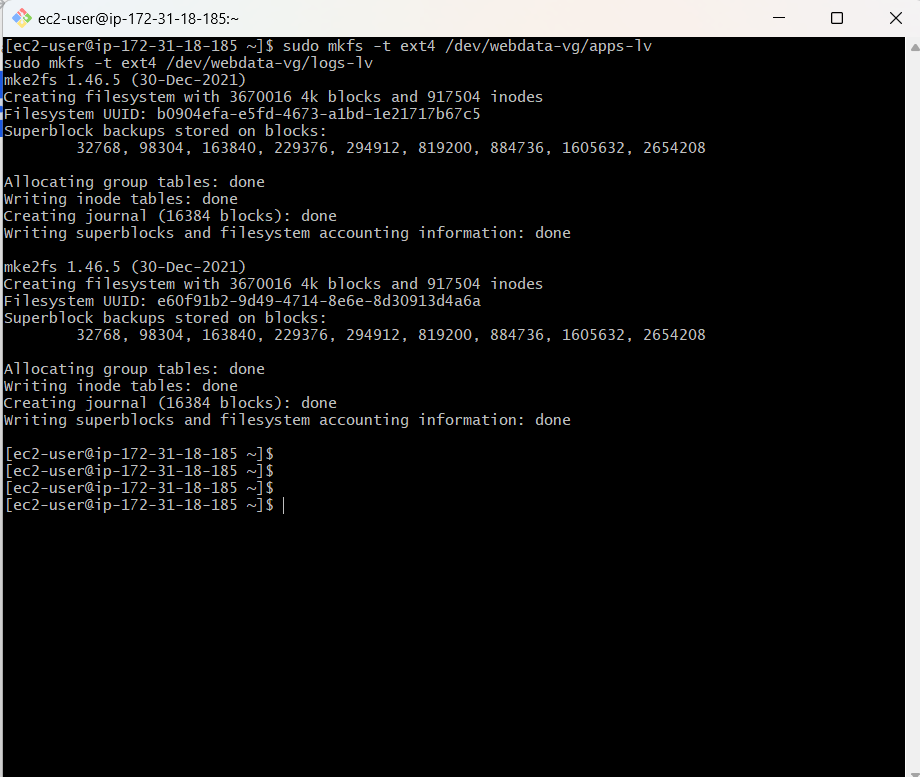 ec2-user@ip-172-31-18-185:~
[ec2-user@ip-172-31-18-185 ~]$ sudo mkfs -t ext4 /dev/webdata-vg/apps-lv
sudo mkfs -t ext4 /dev/webdata-vg/logs-lv
mke2fs 1.46.5 (30-Dec-2021)
Creating filesystem with 3670016 4k blocks and 917504 inodes
Filesystem UUID: b0904efa-e5fd-4673-a1bd-1e21717b67c5
Superblock backups stored on blocks:
        32768, 98304, 163840, 229376, 294912, 819200, 884736, 1605632, 2654208
Allocating group tables: done
Writing inode tables: done
Creating journal (16384 blocks): done
Writing superblocks and filesystem accounting information: done
mke2fs 1.46.5 (30-Dec-2021)
Creating filesystem with 3670016 4k blocks and 917504 inodes
Filesystem UUID: e60f91b2-9d49-4714-8e6e-8d30913d4a6a
Superblock backups stored on blocks:
        32768, 98304, 163840, 229376, 294912, 819200, 884736, 1605632, 2654208
Allocating group tables: done
Writing inode tables: done
Creating journal (16384 blocks): done
Writing superblocks and filesystem accounting information: done
[ec2-user@ip-172-31-18-185 ~]$
[ec2-user@ip-172-31-18-185 ~]$
[ec2-user@ip-172-31-18-185 ~]$
[ec2-user@ip-172-31-18-185 ~]$